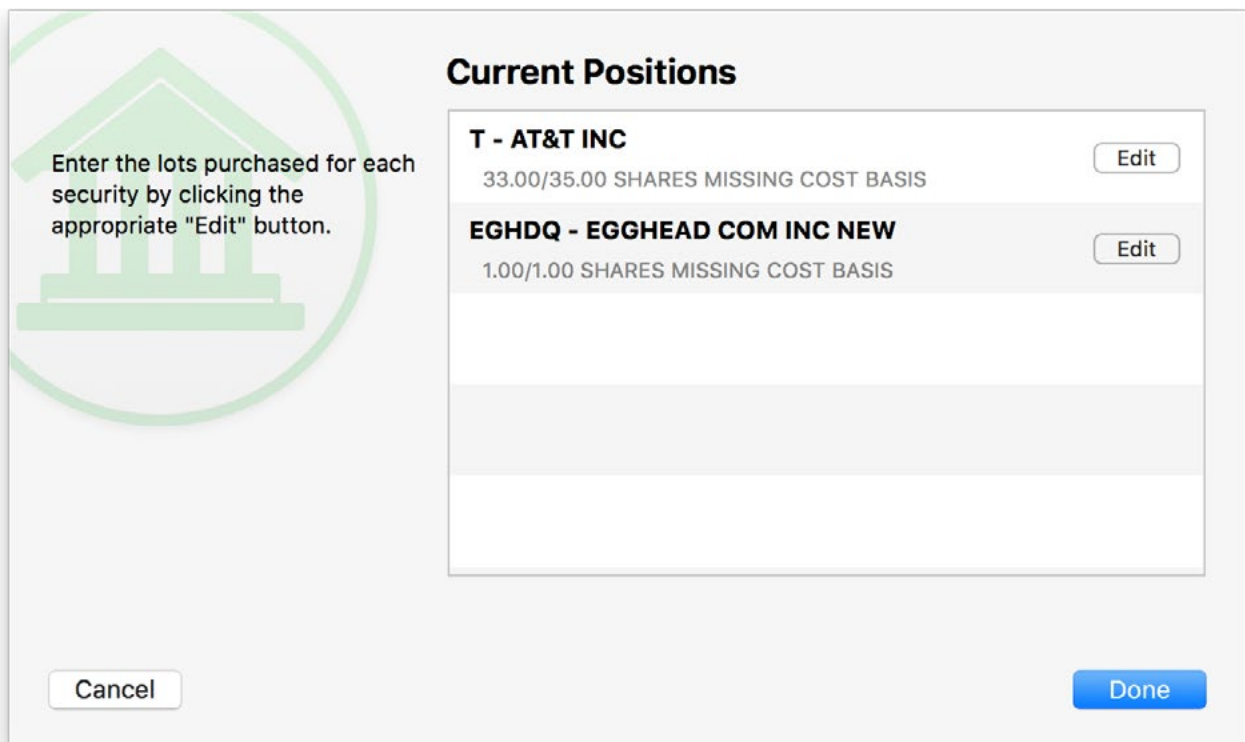 Current Positions
Enter the lots purchased for each
security by clicking the
appropriate "Edit" button.
T - AT&T INC
33.00/35.00 SHARES MISSING COST BASIS
Edit
EGHDQ - EGGHEAD COM INC NEW
1.00/1.00 SHARES MISSING COST BASIS
Edit
Cancel
Done